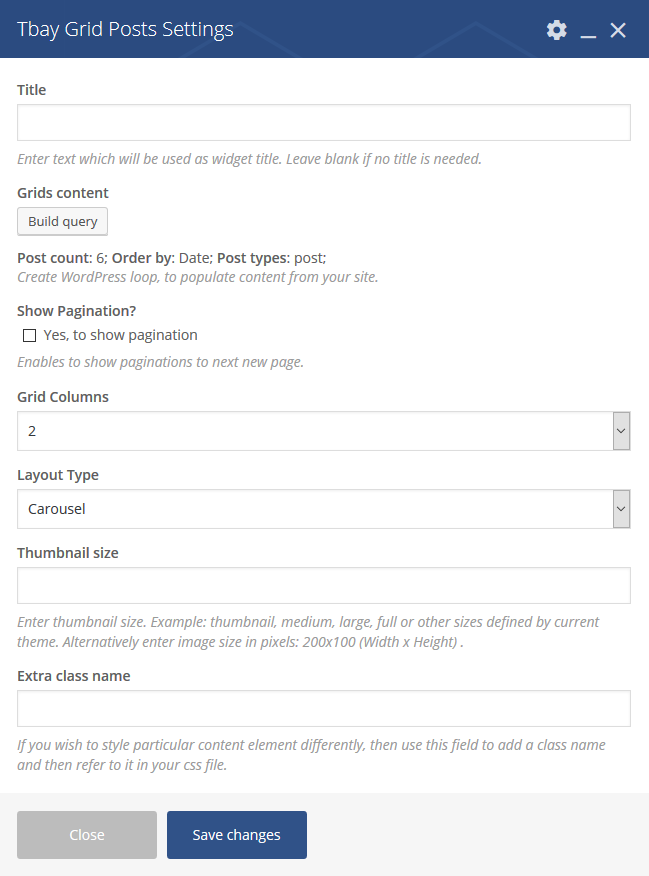 Tbay Grid Posts Settings
Title
Enter text which will be used as widget title. Leave blank if no title is needed.
Grids content
Build query
Post count: 6; Order by: Date; Post types: post;
Create WordPress loop, to populate content from your site.
Show Pagination?
Yes, to show pagination
Enables to show paginations to next new page.
Grid Columns
2
Layout Type
Carousel
Thumbnail size
Enter thumbnail size. Example: thumbnail, medium, large, full or other sizes defined by current
theme. Alternatively enter image size in pixels: 200x100 (Width x Height) .
Extra class name
If you wish to style particular content element differently, then use this field to add a class name
and then refer to it in your css file.
Close
Save changes